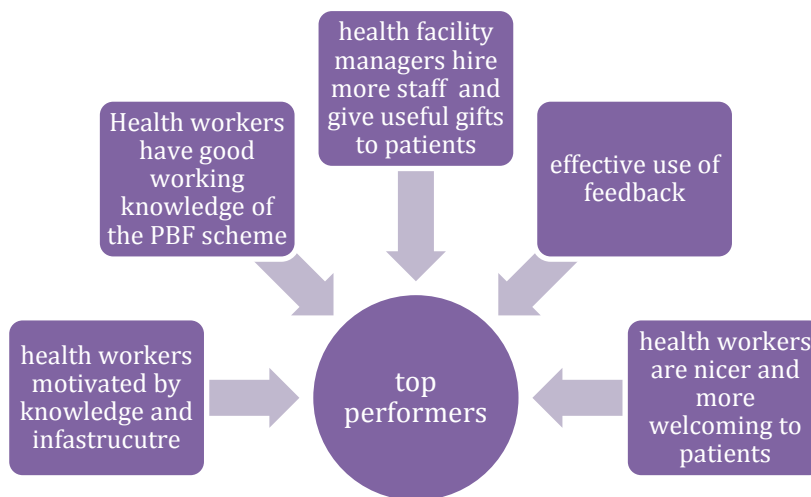 health facility
managers hire
more staff and
give useful gifts
to patients
Health workers
have good
working
knowledge of
the PBF scheme
effective use of
feedback
health workers
motivated by
knowledge and
infastrucutre
top
performers
health workers
are nicer and
more
welcoming to
patients